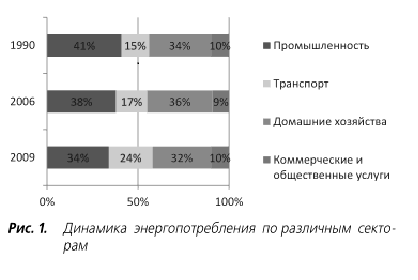 1990
41% 15% 34% 10%
2006
38% 17% 36% 9%
2009
34% 24% 32% 10%
0% 50% 100%
Промышленность
Транспорт
Домашние хозяйства
Коммерческие и
общественные услуги
Рис. 1. Динамика энергопотребления по различным секто-
рам